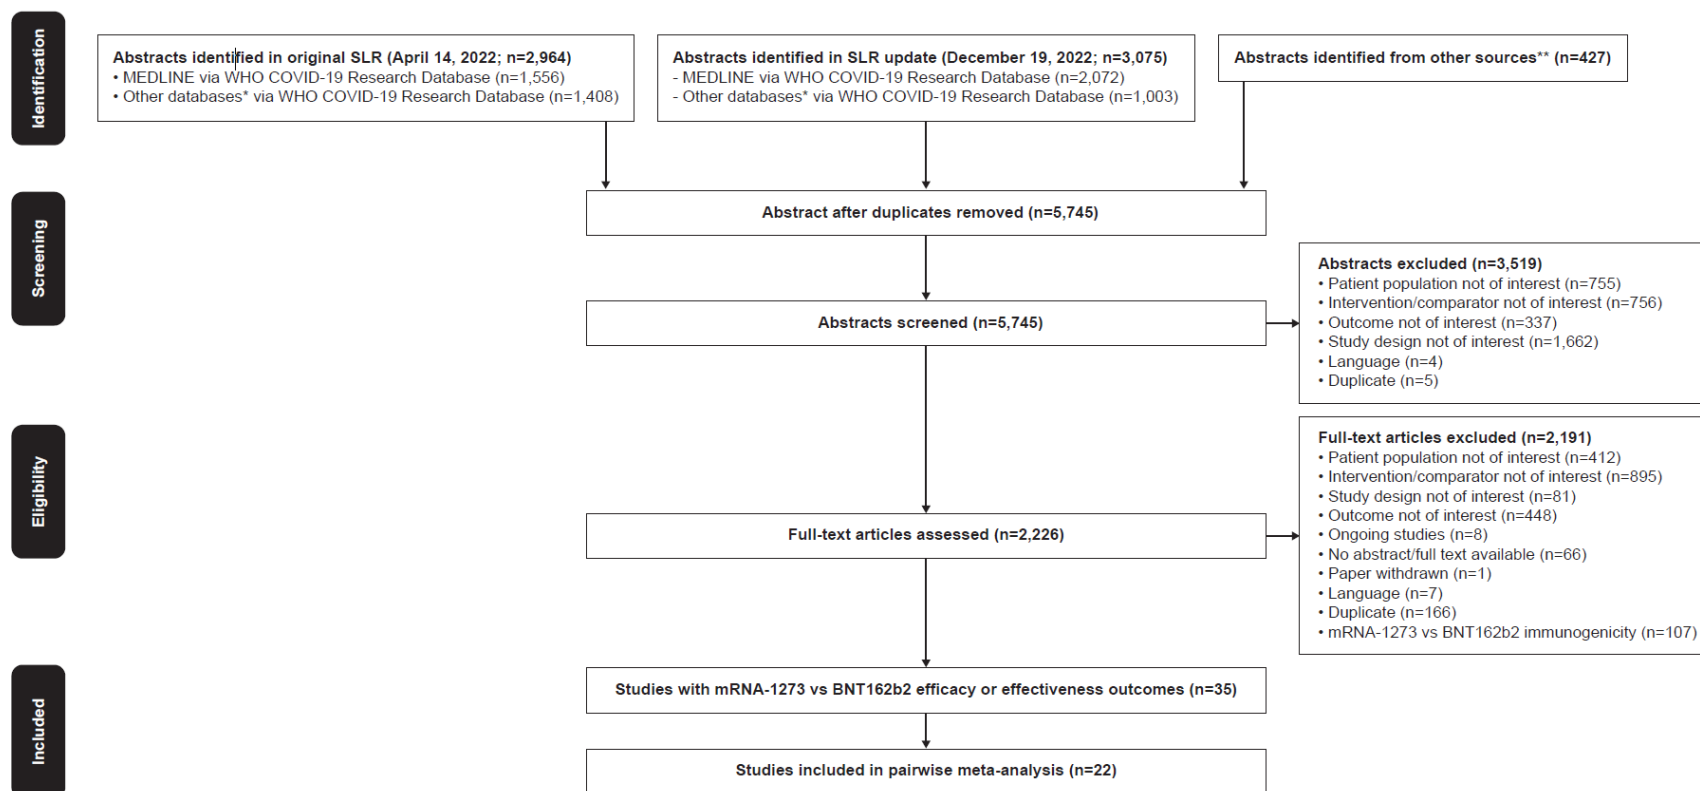 Identification
Abstracts identified in original SLR (April 14, 2022; n=2,964)
• MEDLINE via WHO COVID-19 Research Database (n=1,556)
• Other databases* via WHO COVID-19 Research Database (n=1,408)
Abstracts identified in SLR update (December 19, 2022; n=3,075)
- MEDLINE via WHO COVID-19 Research Database (n=2,072)
- Other databases* via WHO COVID-19 Research Database (n=1,003)
Abstracts identified from other sources** (n=427)
Screening
Abstract after duplicates removed (n=5,745)
Abstracts screened (n=5,745)
Abstracts excluded (n=3,519)
• Patient population not of interest (n=755)
• Intervention/comparator not of interest (n=756)
• Outcome not of interest (n=337)
• Study design not of interest (n=1,662)
• Language (n=4)
• Duplicate (n=5)
Eligibility
Full-text articles assessed (n=2,226)
Full-text articles excluded (n=2,191)
• Patient population not of interest (n=412)
• Intervention/comparator not of interest (n=895)
• Study design not of interest (n=81)
• Outcome not of interest (n=448)
• Ongoing studies (n=8)
• No abstract/full text available (n=66)
• Paper withdrawn (n=1)
• Language (n=7)
• Duplicate (n=166)
• mRNA-1273 vs BNT162b2 immunogenicity (n=107)
Included
Studies with mRNA-1273 vs BNT162b2 efficacy or effectiveness outcomes (n=35)
Studies included in pairwise meta-analysis (n=22)